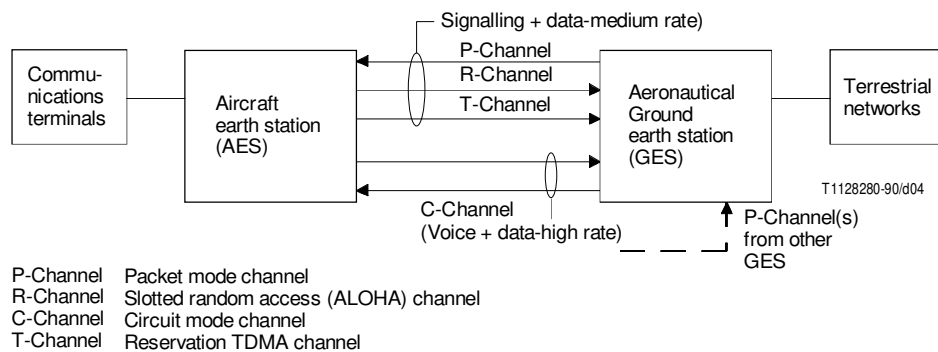 Signalling + data-medium rate)
P-Channel
R-Channel
T-Channel
Commu-
nications
terminals
Aircraft
earth station
(AES)
Aeronautical
Ground
earth station
(GES)
Terrestrial
networks
T1128280-90/d04
C-Channel
(Voice + data-high rate)
P-Channel(s)
from other
GES
P-Channel Packet mode channel
R-Channel Slotted random access (ALOHA) channel
C-Channel Circuit mode channel
T-Channel Reservation TDMA channel